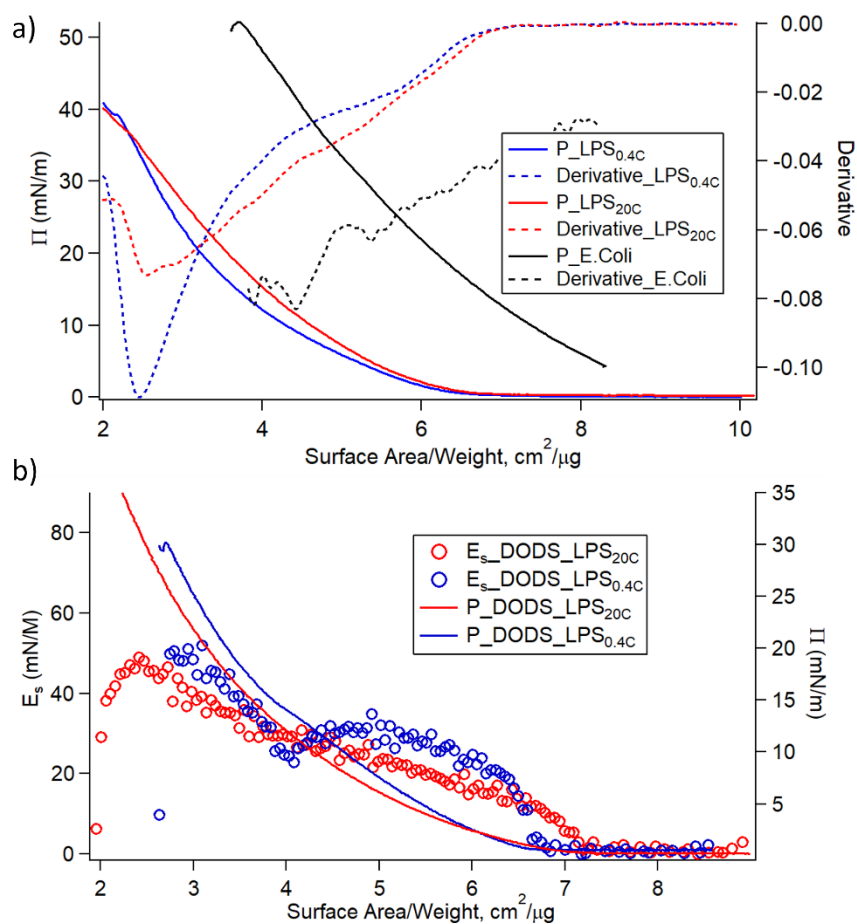 a)
50
40
30
20
10
0
Π (mN/m)
0.00
-0.02
-0.04
-0.06
-0.08
-0.10
Derivative
P_LPS₀.₄C
Derivative_LPS₀.₄C
P_LPS₂₀C
Derivative_LPS₂₀C
P_E.Coli
Derivative_E.Coli
2 4 6 8 10
Surface Area/Weight, cm²/μg
b)
80
60
40
20
0
Eₛ (mN/M)
35
30
25
20
15
10
5
Π (mN/m)
Eₛ_DODS_LPS₂₀C
Eₛ_DODS_LPS₀.₄C
P_DODS_LPS₂₀C
P_DODS_LPS₀.₄C
2 3 4 5 6 7 8
Surface Area/Weight, cm²/μg